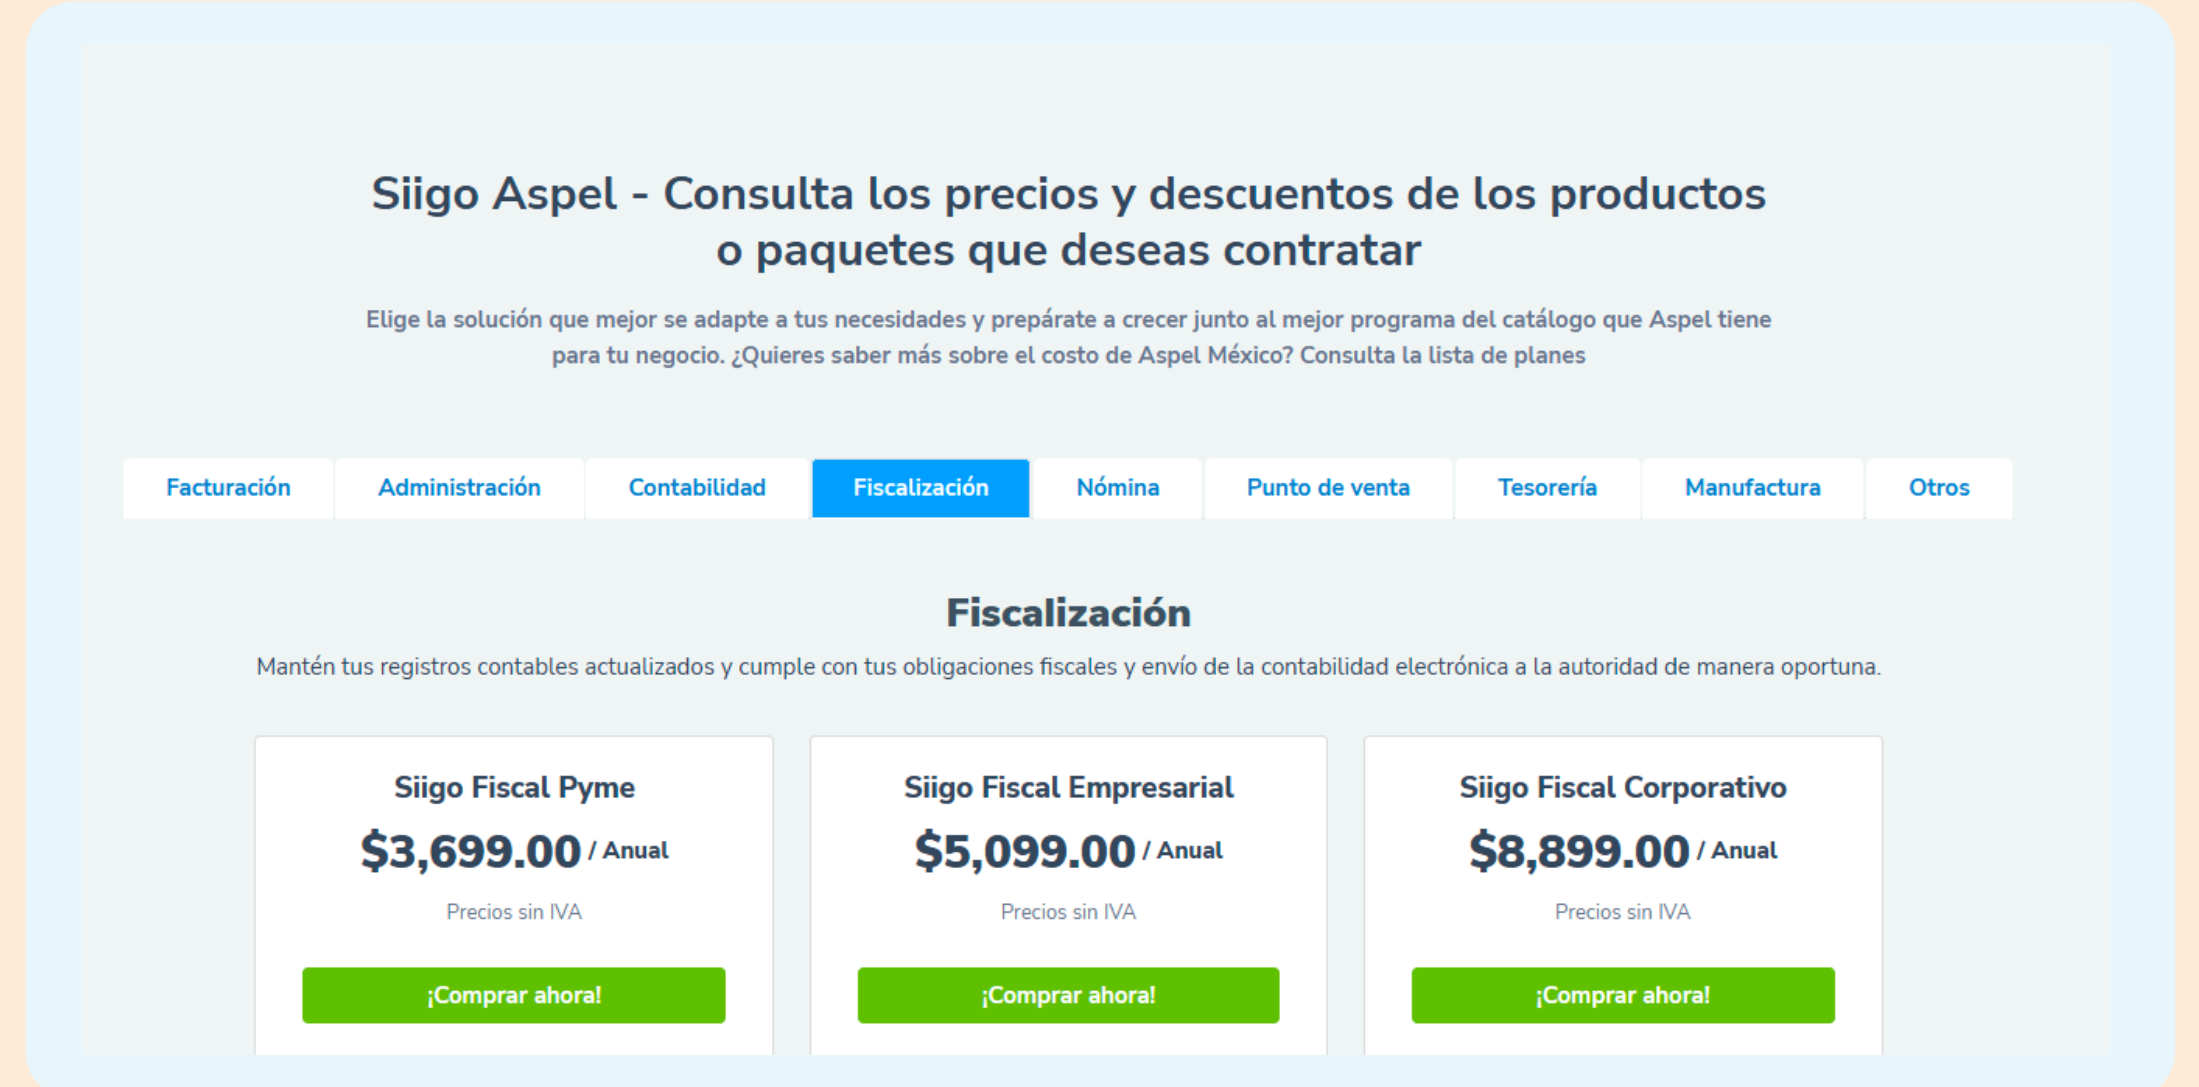 Siigo Aspel - Consulta los precios y descuentos de los productos
o paquetes que deseas contratar
Elige la solución que mejor se adapte a tus necesidades y prepárate a crecer junto al mejor programa del catálogo que Aspel tiene
para tu negocio. ¿Quieres saber más sobre el costo de Aspel México? Consulta la lista de planes
Facturación Administración Contabilidad Fiscalización Nómina Punto de venta Tesorería Manufactura Otros
Fiscalización
Mantén tus registros contables actualizados y cumple con tus obligaciones fiscales y envío de la contabilidad electrónica a la autoridad de manera oportuna.
Siigo Fiscal Pyme
$3,699.00 / Anual
Precios sin IVA
¡Comprar ahora!
Siigo Fiscal Empresarial
$5,099.00 / Anual
Precios sin IVA
¡Comprar ahora!
Siigo Fiscal Corporativo
$8,899.00 / Anual
Precios sin IVA
¡Comprar ahora!